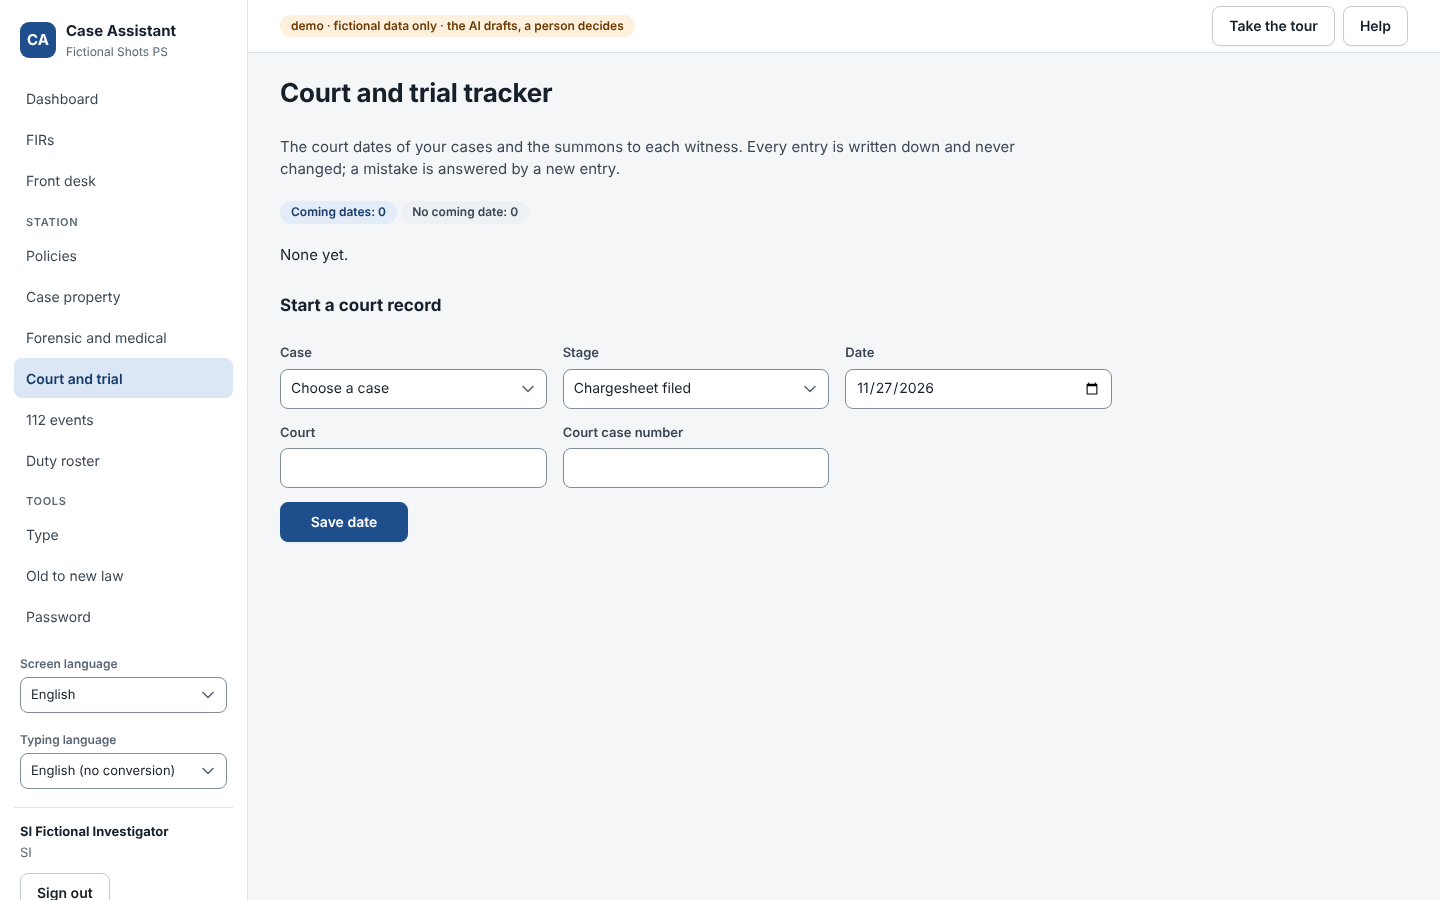 CA
Case Assistant
Fictional Shots PS
Dashboard
FIRs
Front desk
STATION
Policies
Case property
Forensic and medical
Court and trial
112 events
Duty roster
TOOLS
Type
Old to new law
Password
Screen language
English
Typing language
English (no conversion)
SI Fictional Investigator
SI
Sign out
demo · fictional data only · the AI drafts, a person decides
Take the tour
Help
Court and trial tracker
The court dates of your cases and the summons to each witness. Every entry is written down and never
changed; a mistake is answered by a new entry.
Coming dates: 0
No coming date: 0
None yet.
Start a court record
Case
Stage
Date
Choose a case
Chargesheet filed
11/27/2026
Court
Court case number
Save date